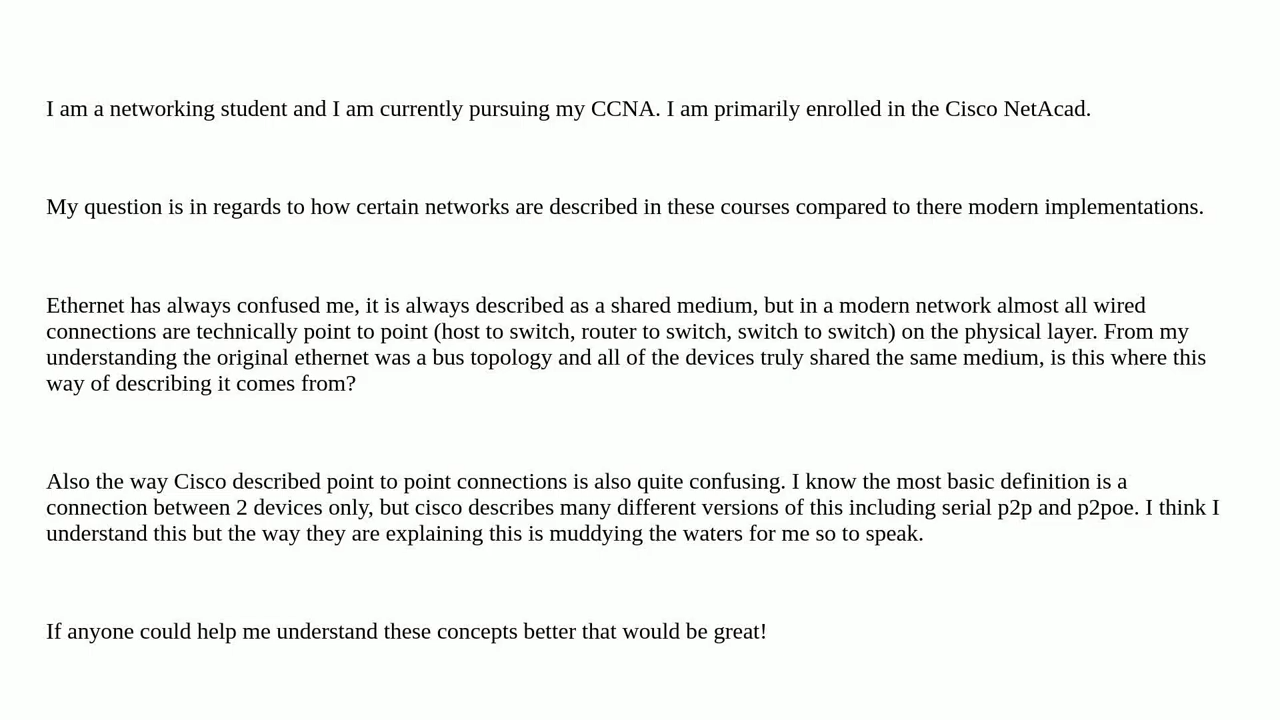 I am a networking student and I am currently pursuing my CCNA. I am primarily enrolled in the Cisco NetAcad.
My question is in regards to how certain networks are described in these courses compared to there modern implementations.
Ethernet has always confused me, it is always described as a shared medium, but in a modern network almost all wired
connections are technically point to point (host to switch, router to switch, switch to switch) on the physical layer. From my
understanding the original ethernet was a bus topology and all of the devices truly shared the same medium, is this where this
way of describing it comes from?
Also the way Cisco described point to point connections is also quite confusing. I know the most basic definition is a
connection between 2 devices only, but cisco describes many different versions of this including serial p2p and p2poe. I think I
understand this but the way they are explaining this is muddying the waters for me so to speak.
If anyone could help me understand these concepts better that would be great!